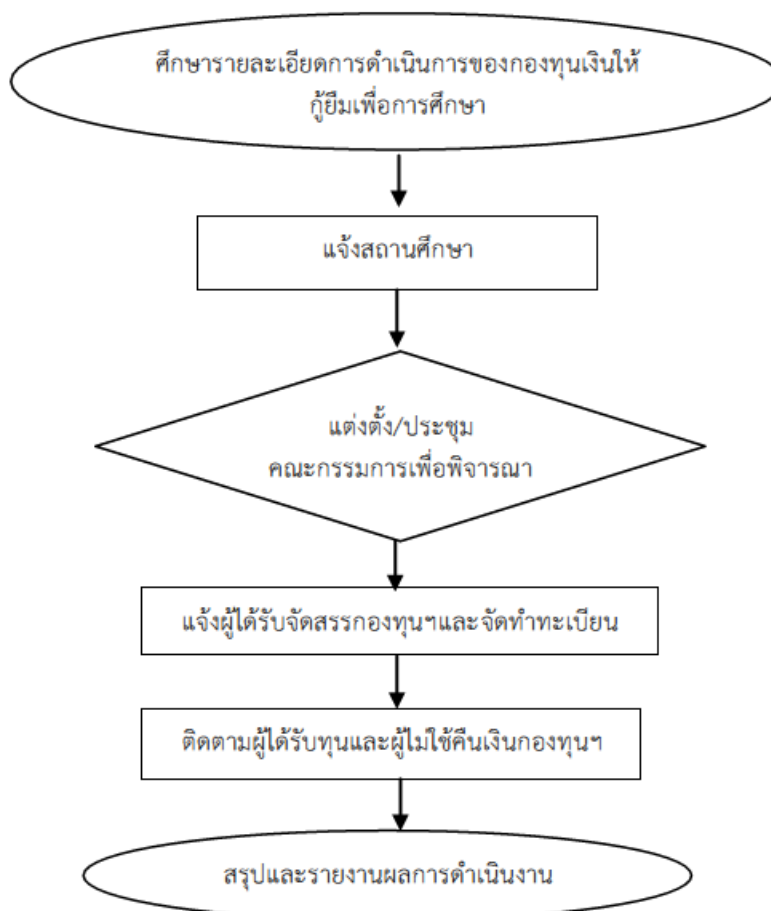 ศึกษารายละเอียดการดำเนินการของกองทุนเงินให้
กู้ยืมเพื่อการศึกษา
แจ้งสถานศึกษา
แต่งตั้ง/ประชุม
คณะกรรมการเพื่อพิจารณา
แจ้งผู้ได้รับจัดสรรกองทุนฯและจัดทำทะเบียน
ติดตามผู้ได้รับทุนและผู้ไม่ใช้คืนเงินกองทุนฯ
สรุปและรายงานผลการดำเนินงาน